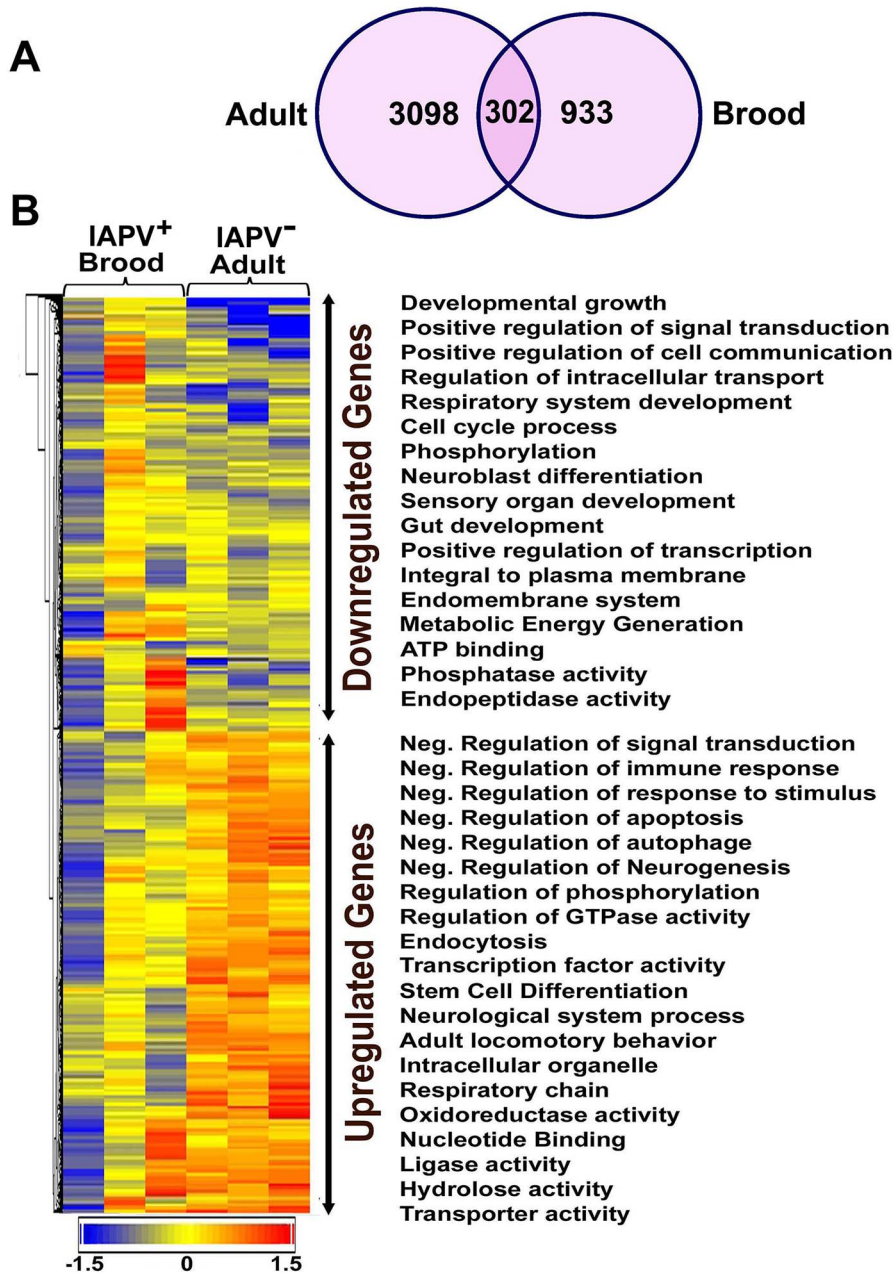 A
Adult 3098 302 933 Brood
B
IAPV+ IAPV-
Brood Adult
Downregulated Genes
Developmental growth
Positive regulation of signal transduction
Positive regulation of cell communication
Regulation of intracellular transport
Respiratory system development
Cell cycle process
Phosphorylation
Neuroblast differentiation
Sensory organ development
Gut development
Positive regulation of transcription
Integral to plasma membrane
Endomembrane system
Metabolic Energy Generation
ATP binding
Phosphatase activity
Endopeptidase activity
Upregulated Genes
Neg. Regulation of signal transduction
Neg. Regulation of immune response
Neg. Regulation of response to stimulus
Neg. Regulation of apoptosis
Neg. Regulation of autophage
Neg. Regulation of Neurogenesis
Regulation of phosphorylation
Regulation of GTPase activity
Endocytosis
Transcription factor activity
Stem Cell Differentiation
Neurological system process
Adult locomotory behavior
Intracellular organelle
Respiratory chain
Oxidoreductase activity
Nucleotide Binding
Ligase activity
Hydrolose activity
Transporter activity
-1.5 0 1.5